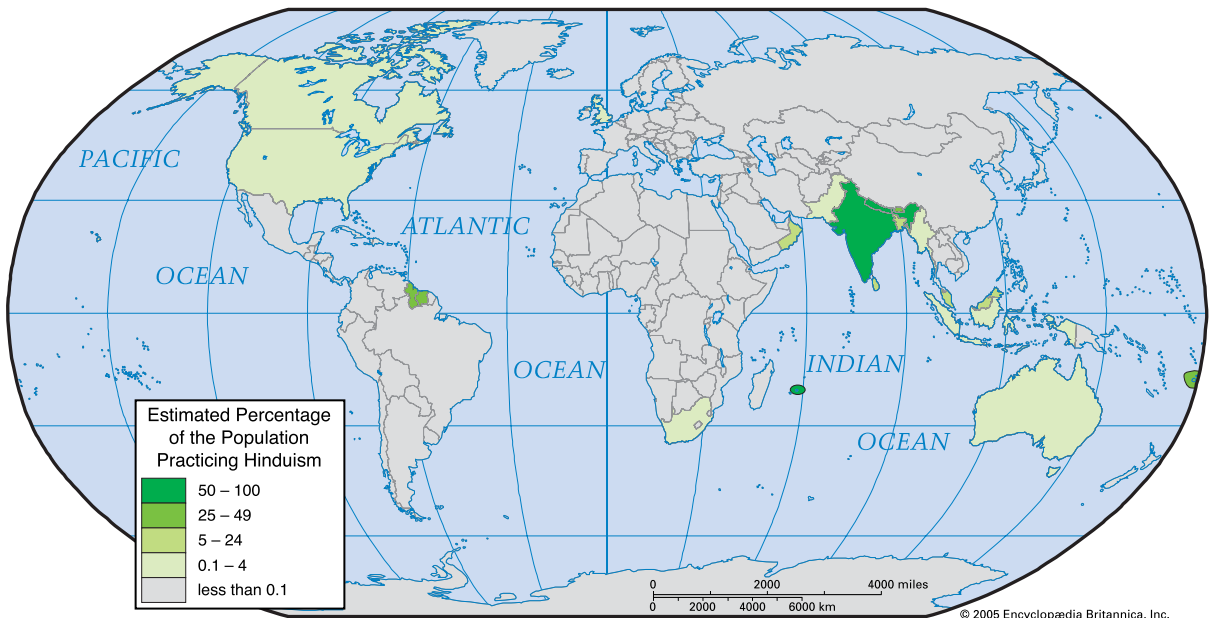 PACIFIC
OCEAN
ATLANTIC
OCEAN
INDIAN
OCEAN
Estimated Percentage
of the Population
Practicing Hinduism
50 – 100
25 – 49
5 – 24
0.1 – 4
less than 0.1
0 2000 4000 miles
0 2000 4000 6000 km
© 2005 Encyclopædia Britannica, Inc.